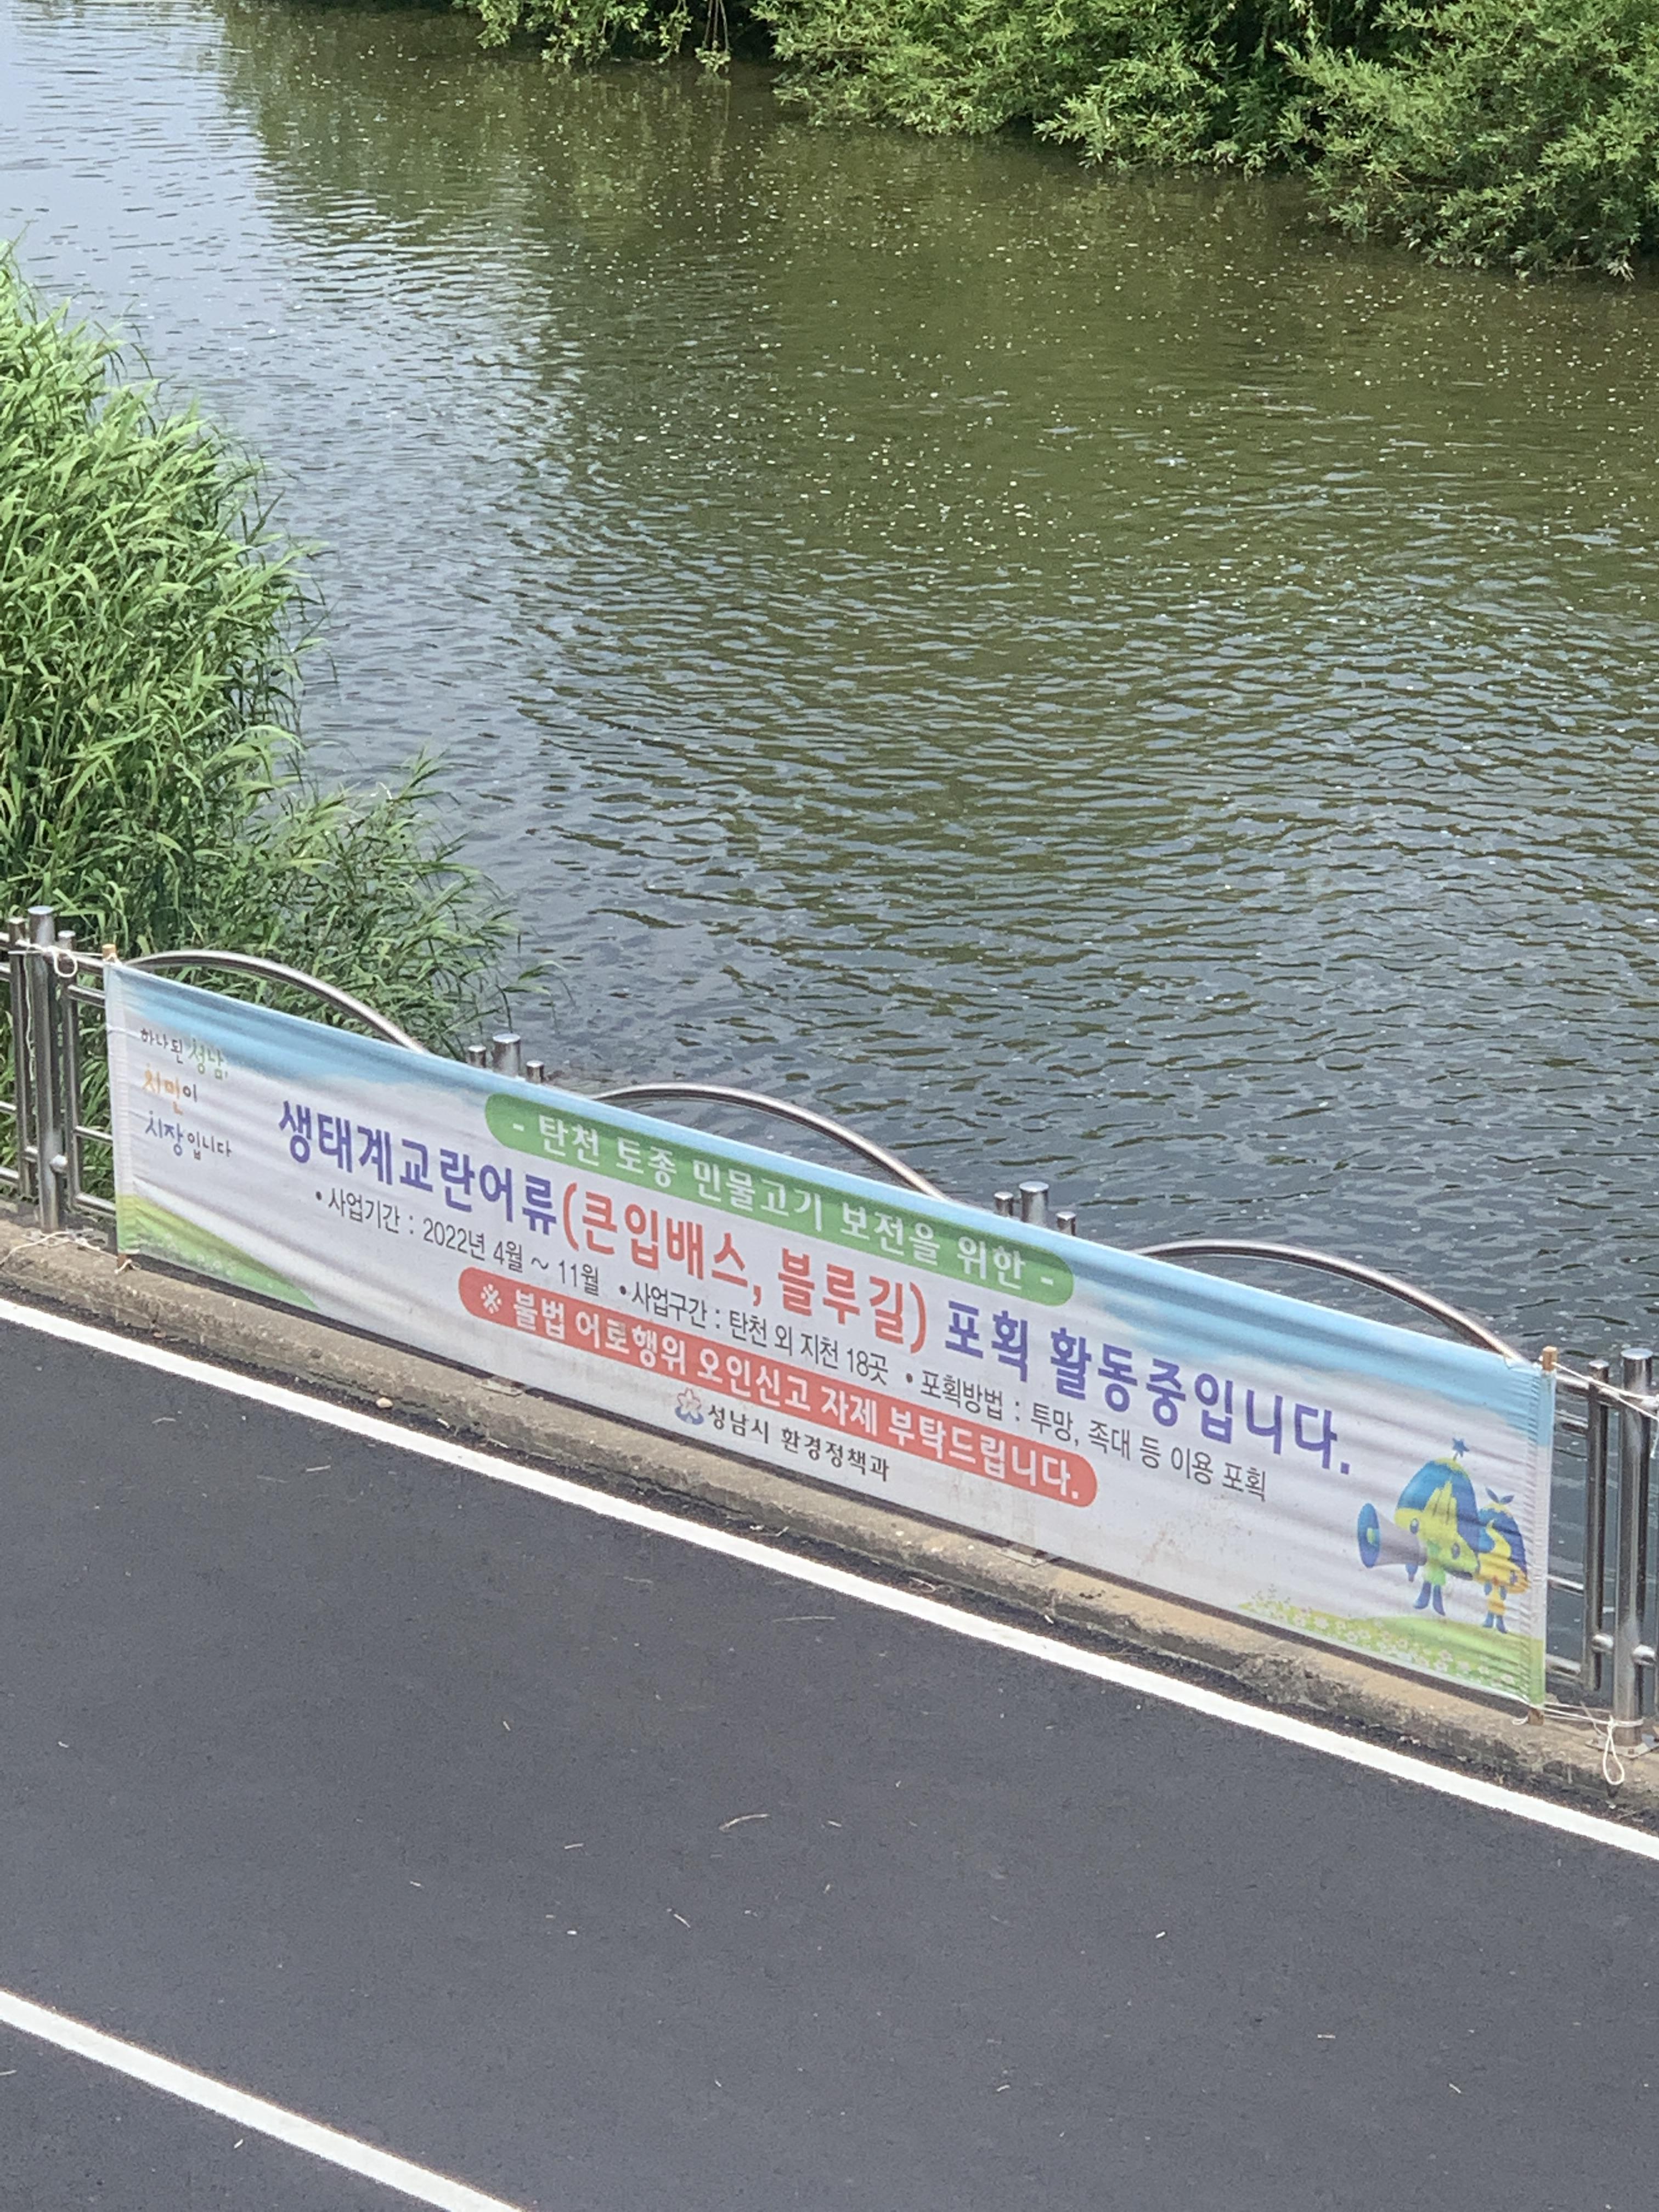 하나된 성남,
시민이
시장입니다
- 탄천 토종 민물고기 보전을 위한 -
생태계교란어류(큰입배스, 블루길) 포획 활동중입니다.
• 사업기간 : 2022년 4월 ~ 11월 • 사업구간 : 탄천 외 지천 18곳 • 포획방법 : 투망, 족대 등 이용 포획
※ 불법 어로행위 오인신고 자제 부탁드립니다.
성남시 환경정책과